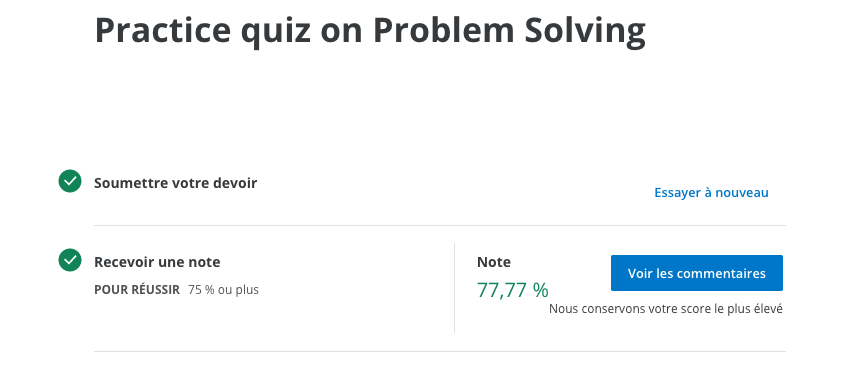 Practice quiz on Problem Solving
Soumettre votre devoir
Essayer à nouveau
Recevoir une note
POUR RÉUSSIR 75 % ou plus
Note
77,77 %
Voir les commentaires
Nous conservons votre score le plus élevé